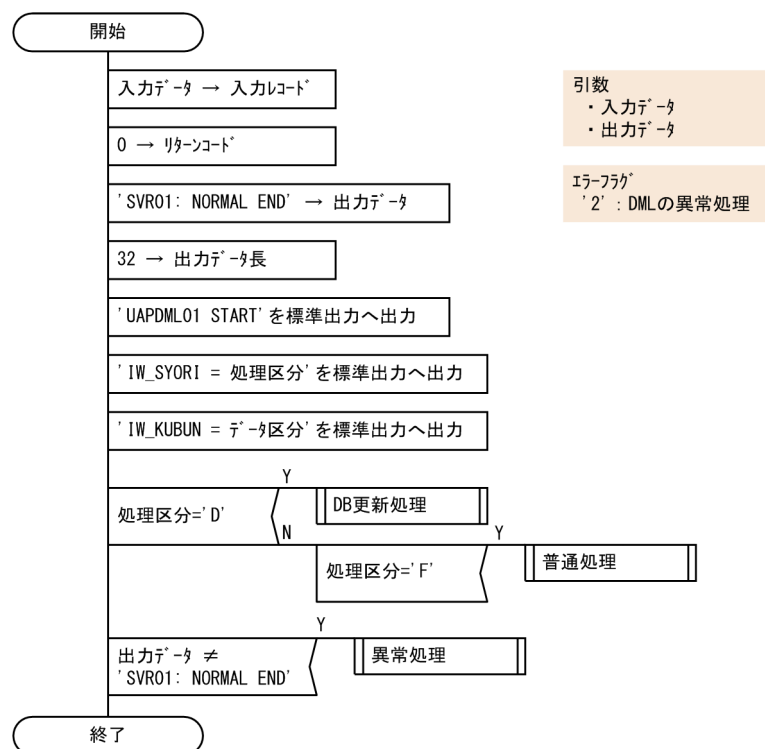 開始
入力ﾃﾞｰﾀ → 入力ﾚｺｰﾄﾞ
引数
・入力ﾃﾞｰﾀ
・出力ﾃﾞｰﾀ
0 → ﾘﾀｰﾝｺｰﾄﾞ
ｴﾗｰﾌﾗｸﾞ
'2' : DMLの異常処理
'SVR01: NORMAL END' → 出力ﾃﾞｰﾀ
32 → 出力ﾃﾞｰﾀ長
'UAPDML01 START'を標準出力へ出力
'IW_SYORI = 処理区分'を標準出力へ出力
'IW_KUBUN = ﾃﾞｰﾀ区分'を標準出力へ出力
Y
処理区分='D'
DB更新処理
N
Y
処理区分='F'
普通処理
Y
出力ﾃﾞｰﾀ ≠
'SVR01: NORMAL END'
異常処理
終了